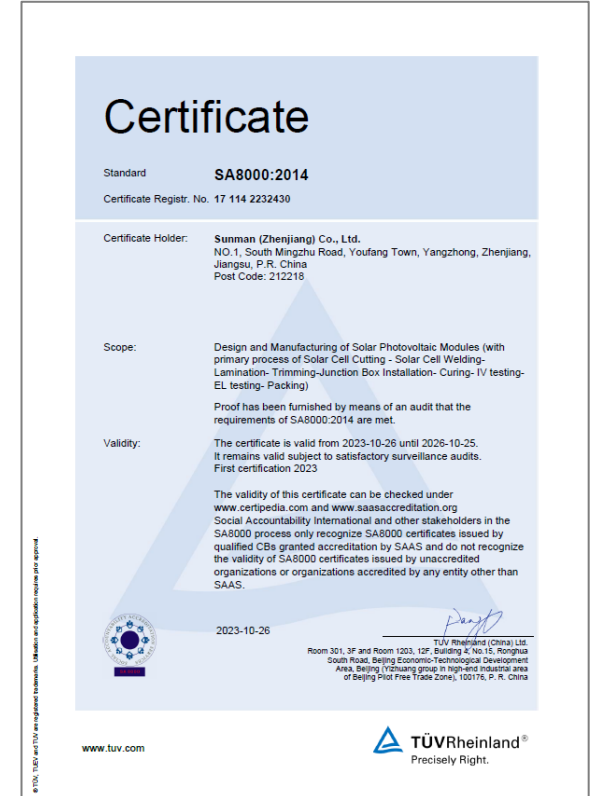 Certificate
Standard SA8000:2014
Certificate Registr. No. 17 114 2232430
Certificate Holder: Sunman (Zhenjiang) Co., Ltd.
NO.1, South Mingzhu Road, Youfang Town, Yangzhong, Zhenjiang,
Jiangsu, P.R. China
Post Code: 212218
Scope: Design and Manufacturing of Solar Photovoltaic Modules (with
primary process of Solar Cell Cutting - Solar Cell Welding-
Lamination- Trimming-Junction Box Installation- Curing- IV testing-
EL testing- Packing)
Proof has been furnished by means of an audit that the
requirements of SA8000:2014 are met.
Validity: The certificate is valid from 2023-10-26 until 2026-10-25.
It remains valid subject to satisfactory surveillance audits.
First certification 2023
The validity of this certificate can be checked under
www.certipedia.com and www.saasaccreditation.org
Social Accountability International and other stakeholders in the
SA8000 process only recognize SA8000 certificates issued by
qualified CBs granted accreditation by SAAS and do not recognize
the validity of SA8000 certificates issued by unaccredited
organizations or organizations accredited by any entity other than
SAAS.
2023-10-26
TÜV Rheinland (China) Ltd.
Room 301, 3F and Room 1203, 12F, Building 4, No.15, Ronghua
South Road, Beijing Economic-Technological Development
Area, Beijing (Yizhuang group in high-end industrial area
of Beijing Pilot Free Trade Zone), 100176, P. R. China
® TÜV, TUEV and TUV are registered trademarks. Utilisation and application requires prior approval.
www.tuv.com
TÜVRheinland®
Precisely Right.